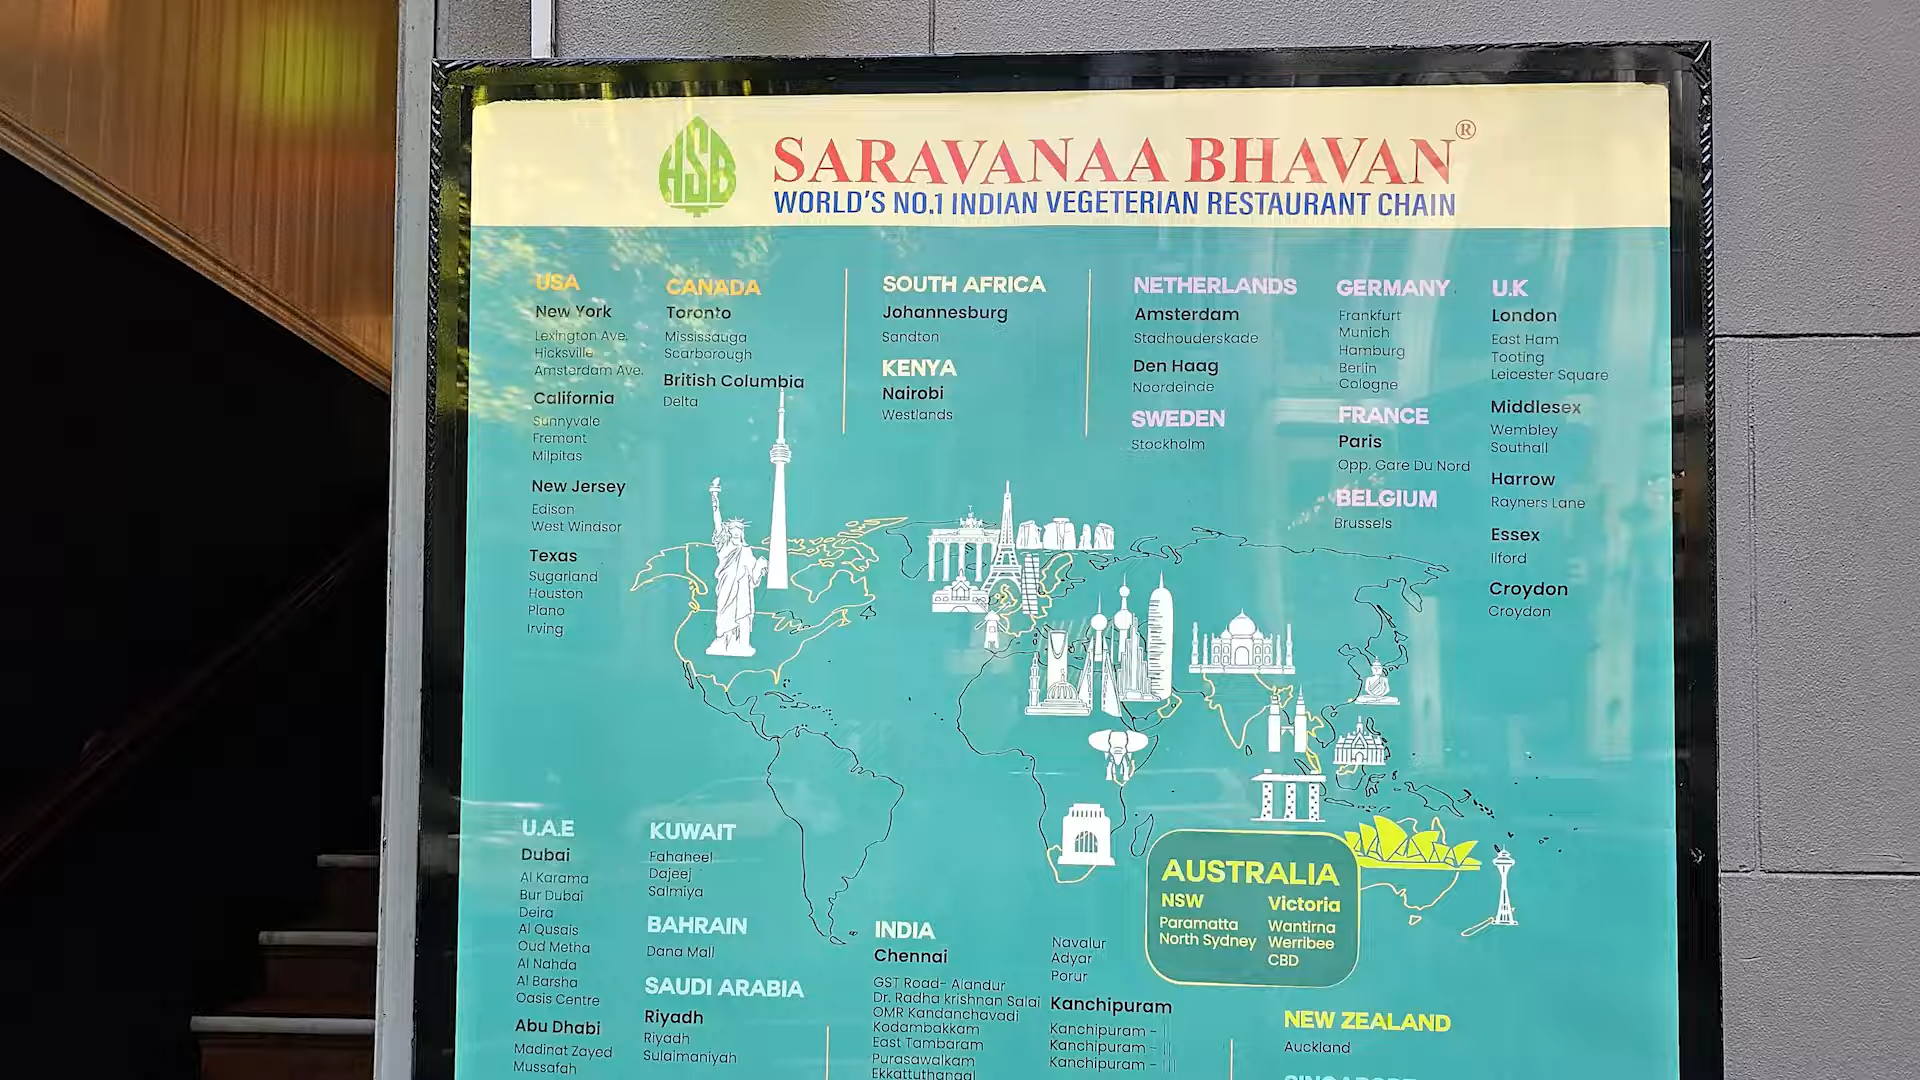 HSB
SARAVANAA BHAVAN®
WORLD'S NO.1 INDIAN VEGETERIAN RESTAURANT CHAIN
USA
New York
Lexington Ave.
Hicksville
Amsterdam Ave.
California
Sunnyvale
Fremont
Milpitas
New Jersey
Edison
West Windsor
Texas
Sugarland
Houston
Plano
Irving
CANADA
Toronto
Mississauga
Scarborough
British Columbia
Delta
SOUTH AFRICA
Johannesburg
Sandton
KENYA
Nairobi
Westlands
NETHERLANDS
Amsterdam
Stadhouderskade
Den Haag
Noordeinde
SWEDEN
Stockholm
GERMANY
Frankfurt
Munich
Hamburg
Berlin
Cologne
FRANCE
Paris
Opp. Gare Du Nord
BELGIUM
Brussels
U.K
London
East Ham
Tooting
Leicester Square
Middlesex
Wembley
Southall
Harrow
Rayners Lane
Essex
Ilford
Croydon
Croydon
U.A.E
Dubai
Al Karama
Bur Dubai
Deira
Al Qusais
Oud Metha
Al Nahda
Al Barsha
Oasis Centre
Abu Dhabi
Madinat Zayed
Mussafah
KUWAIT
Fahaheel
Dajeej
Salmiya
BAHRAIN
Dana Mall
SAUDI ARABIA
Riyadh
Riyadh
Sulaimaniyah
INDIA
Chennai
GST Road- Alandur
Dr. Radha krishnan Salai
OMR Kandanchavadi
Kodambakkam
East Tambaram
Purasawalkam
Ekkattuthangal
Navalur
Adyar
Porur
Kanchipuram
Kanchipuram - I
Kanchipuram - II
Kanchipuram - III
AUSTRALIA
NSW
Paramatta
North Sydney
Victoria
Wantirna
Werribee
CBD
NEW ZEALAND
Auckland